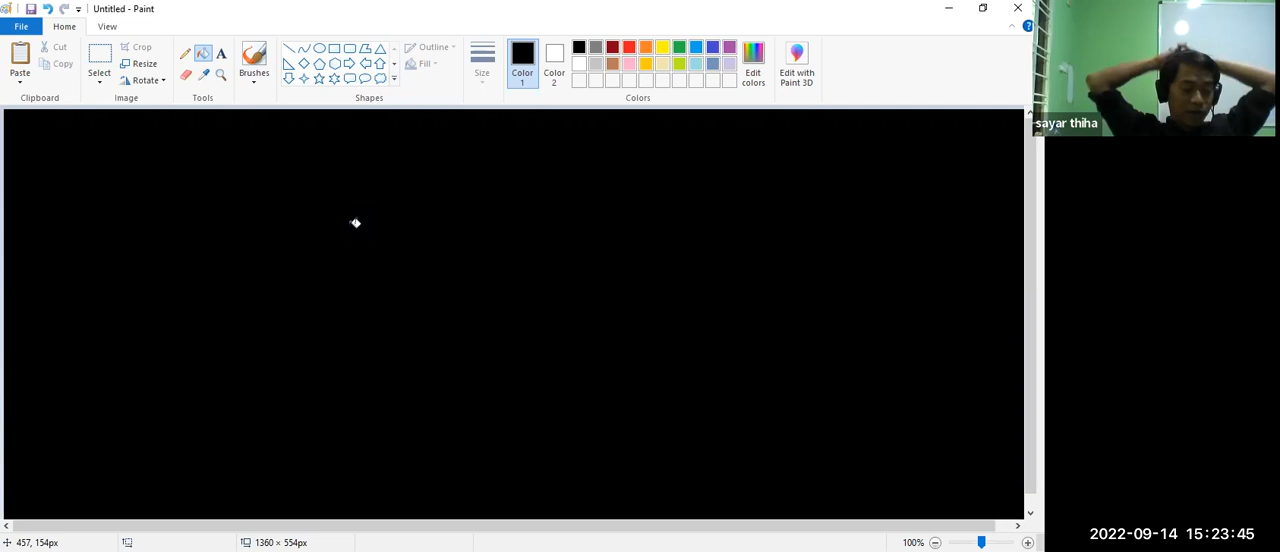 Untitled - Paint
File
Home
View
Paste
Cut
Copy
Clipboard
Select
Crop
Resize
Rotate
Image
A
Tools
Brushes
Outline
Fill
Shapes
Size
Color
1
Color
2
Edit
colors
Colors
Edit with
Paint 3D
?
sayar thiha
457, 154px
1360 × 554px
100%
2022-09-14 15:23:45